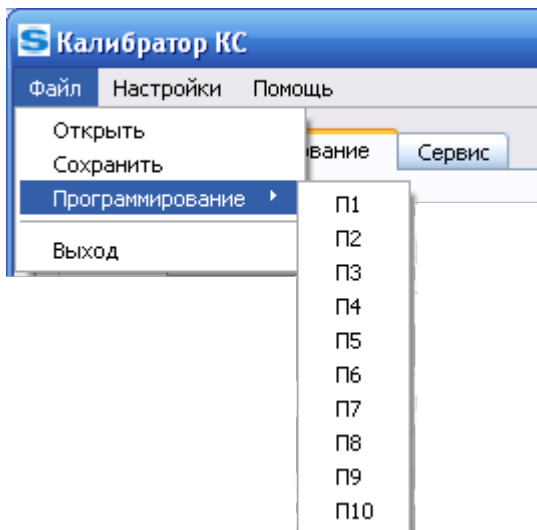 Калибратор КС
Файл Настройки Помощь
Открыть
Сохранить
Программирование
Выход
Сервис
П1
П2
П3
П4
П5
П6
П7
П8
П9
П10